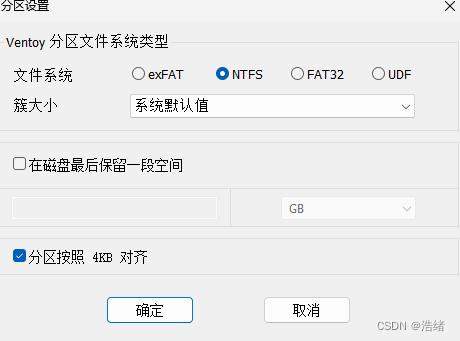 分区设置
Ventoy 分区文件系统类型
文件系统 exFAT NTFS FAT32 UDF
簇大小 系统默认值
在磁盘最后保留一段空间
GB
分区按照 4KB 对齐
确定 取消
CSDN @浩绪